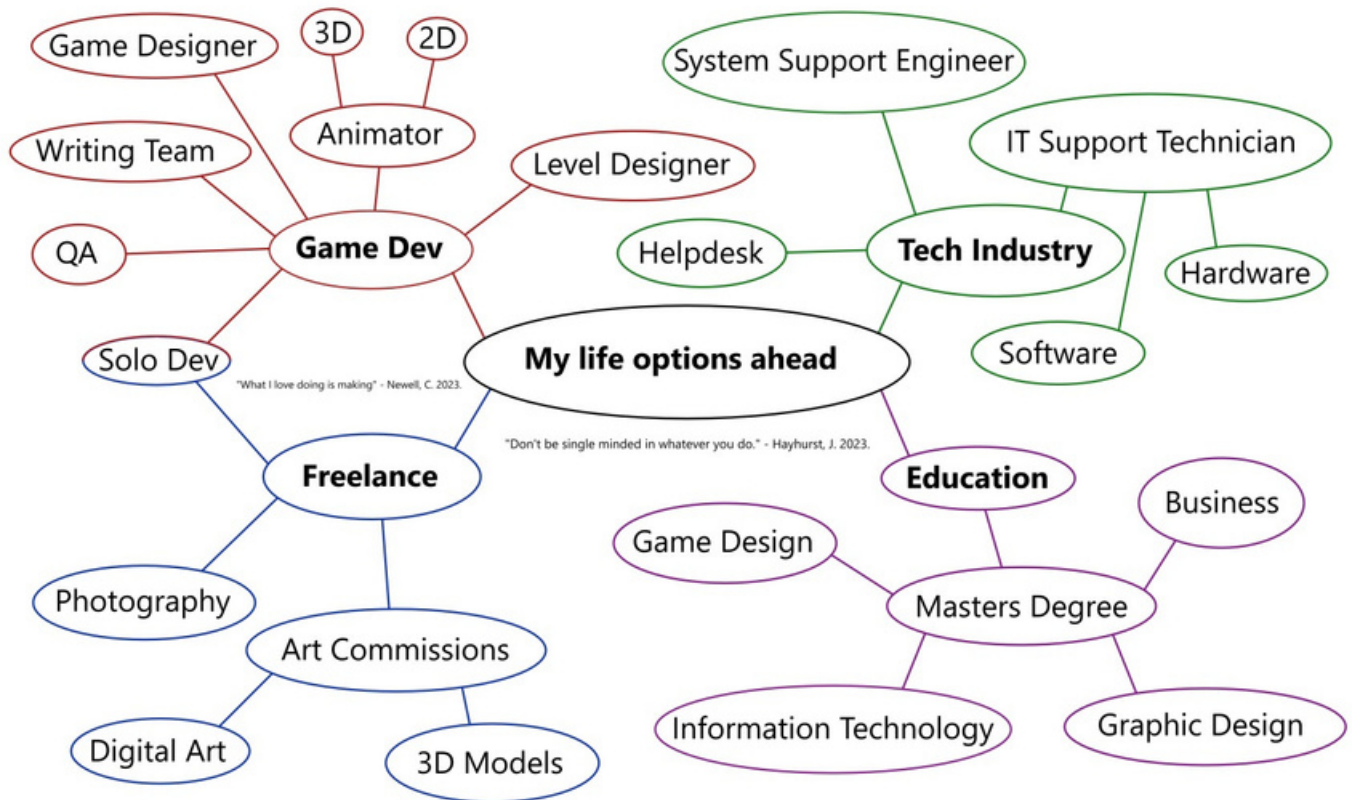 Game Designer
3D
2D
Animator
Writing Team
Level Designer
QA
Game Dev
Solo Dev
System Support Engineer
IT Support Technician
Helpdesk
Tech Industry
Hardware
Software
My life options ahead
"What I love doing is making" - Newell, C. 2023.
"Don't be single minded in whatever you do." - Hayhurst, J. 2023.
Freelance
Photography
Art Commissions
Digital Art
3D Models
Education
Business
Game Design
Masters Degree
Information Technology
Graphic Design